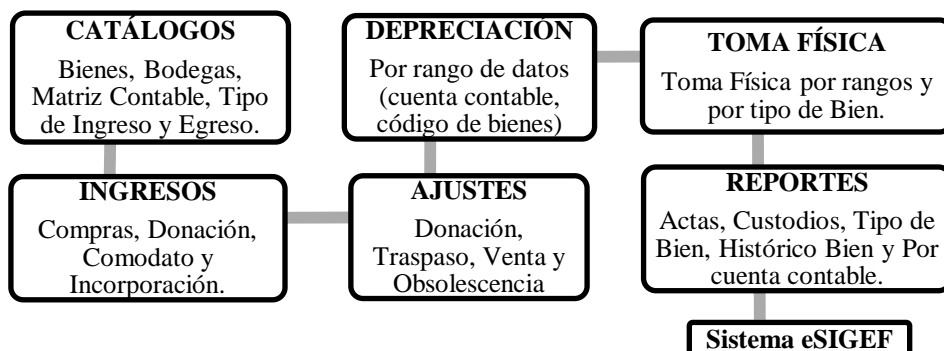 CATÁLOGOS
Bienes, Bodegas,
Matriz Contable, Tipo
de Ingreso y Egreso.
INGRESOS
Compras, Donación,
Comodato y
Incorporación.
AJUSTES
Donación,
Traspaso, Venta y
Obsolescencia
DEPRECIACIÓN
Por rango de datos
(cuenta contable,
código de bienes)
TOMA FÍSICA
Toma Física por rangos y
por tipo de Bien.
REPORTES
Actas, Custodios, Tipo de
Bien, Histórico Bien y Por
cuenta contable.
Sistema eSIGEF